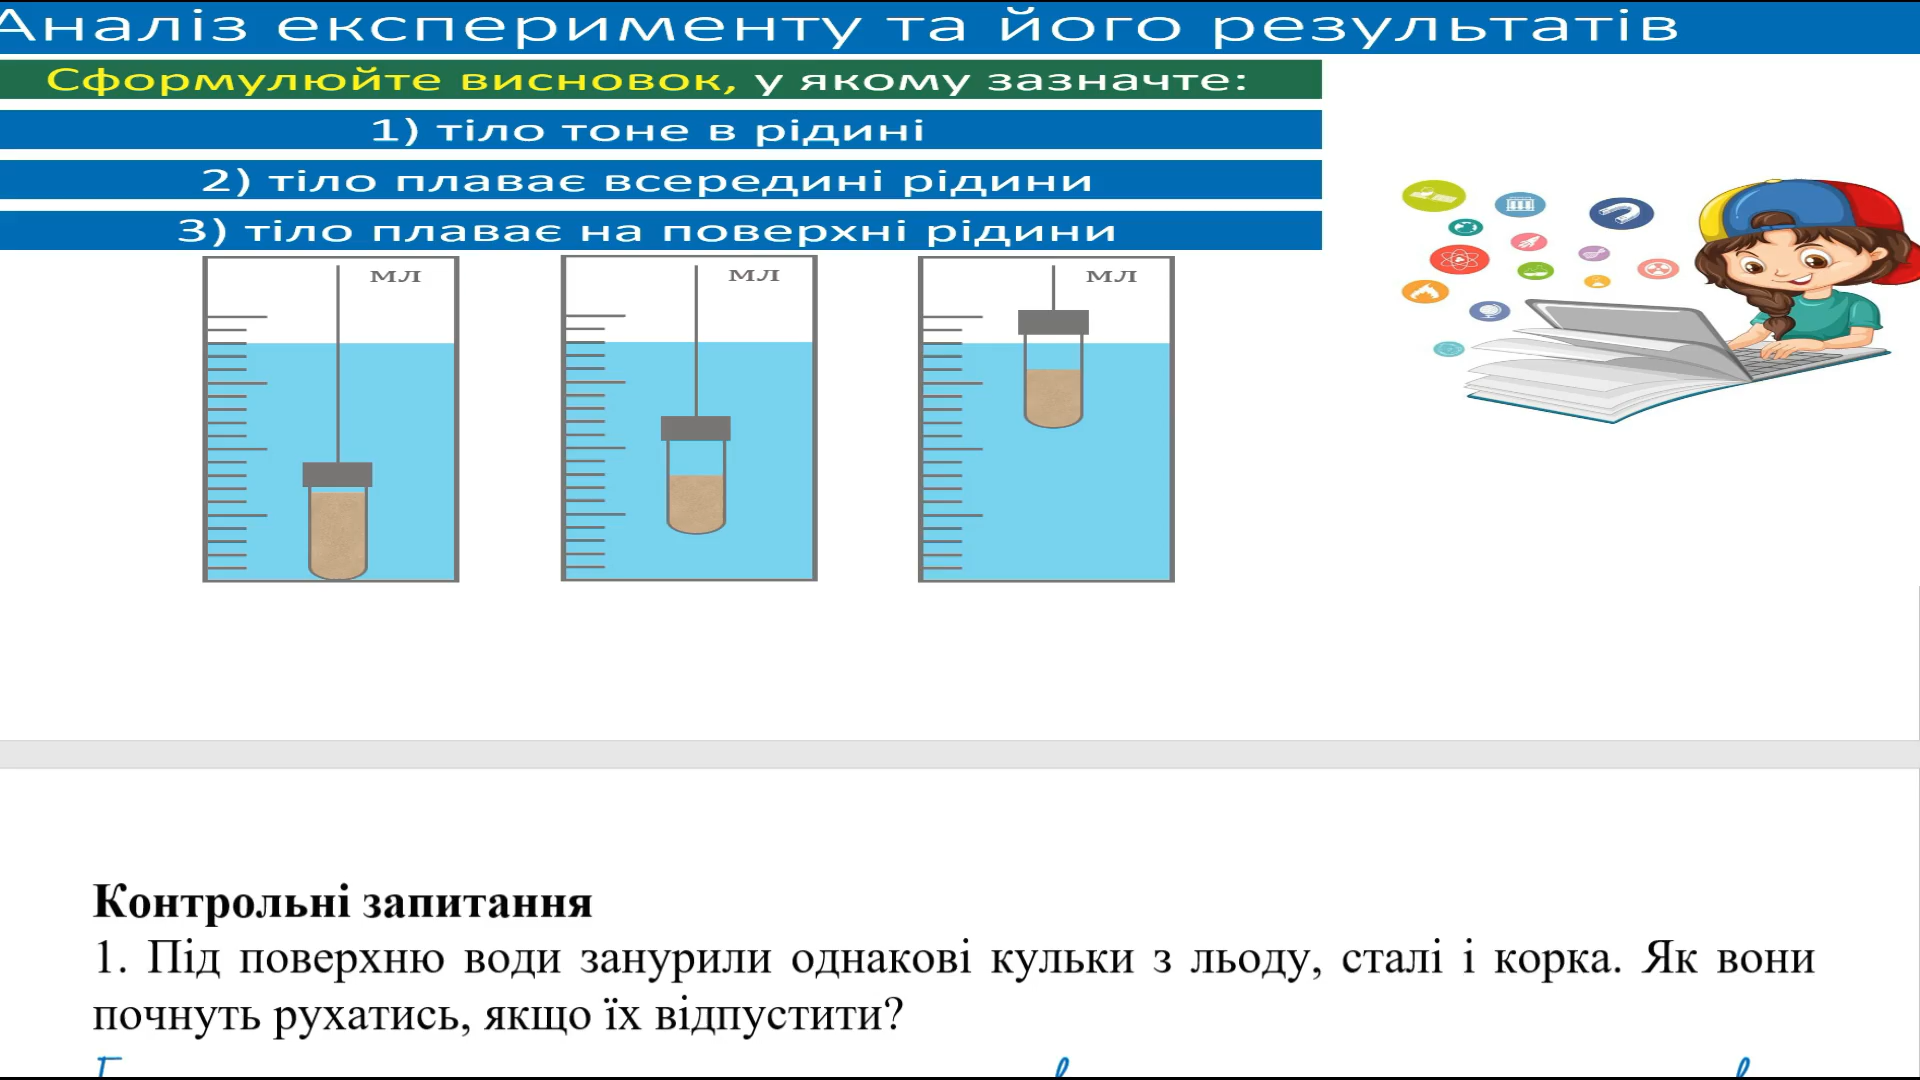 Аналіз експерименту та його результатів
Сформулюйте висновок, у якому зазначте:
1) тіло тоне в рідині
2) тіло плаває всередині рідини
3) тіло плаває на поверхні рідини
мл мл мл
Контрольні запитання
1. Під поверхню води занурили однакові кульки з льоду, сталі і корка. Як вони
почнуть рухатись, якщо їх відпустити?